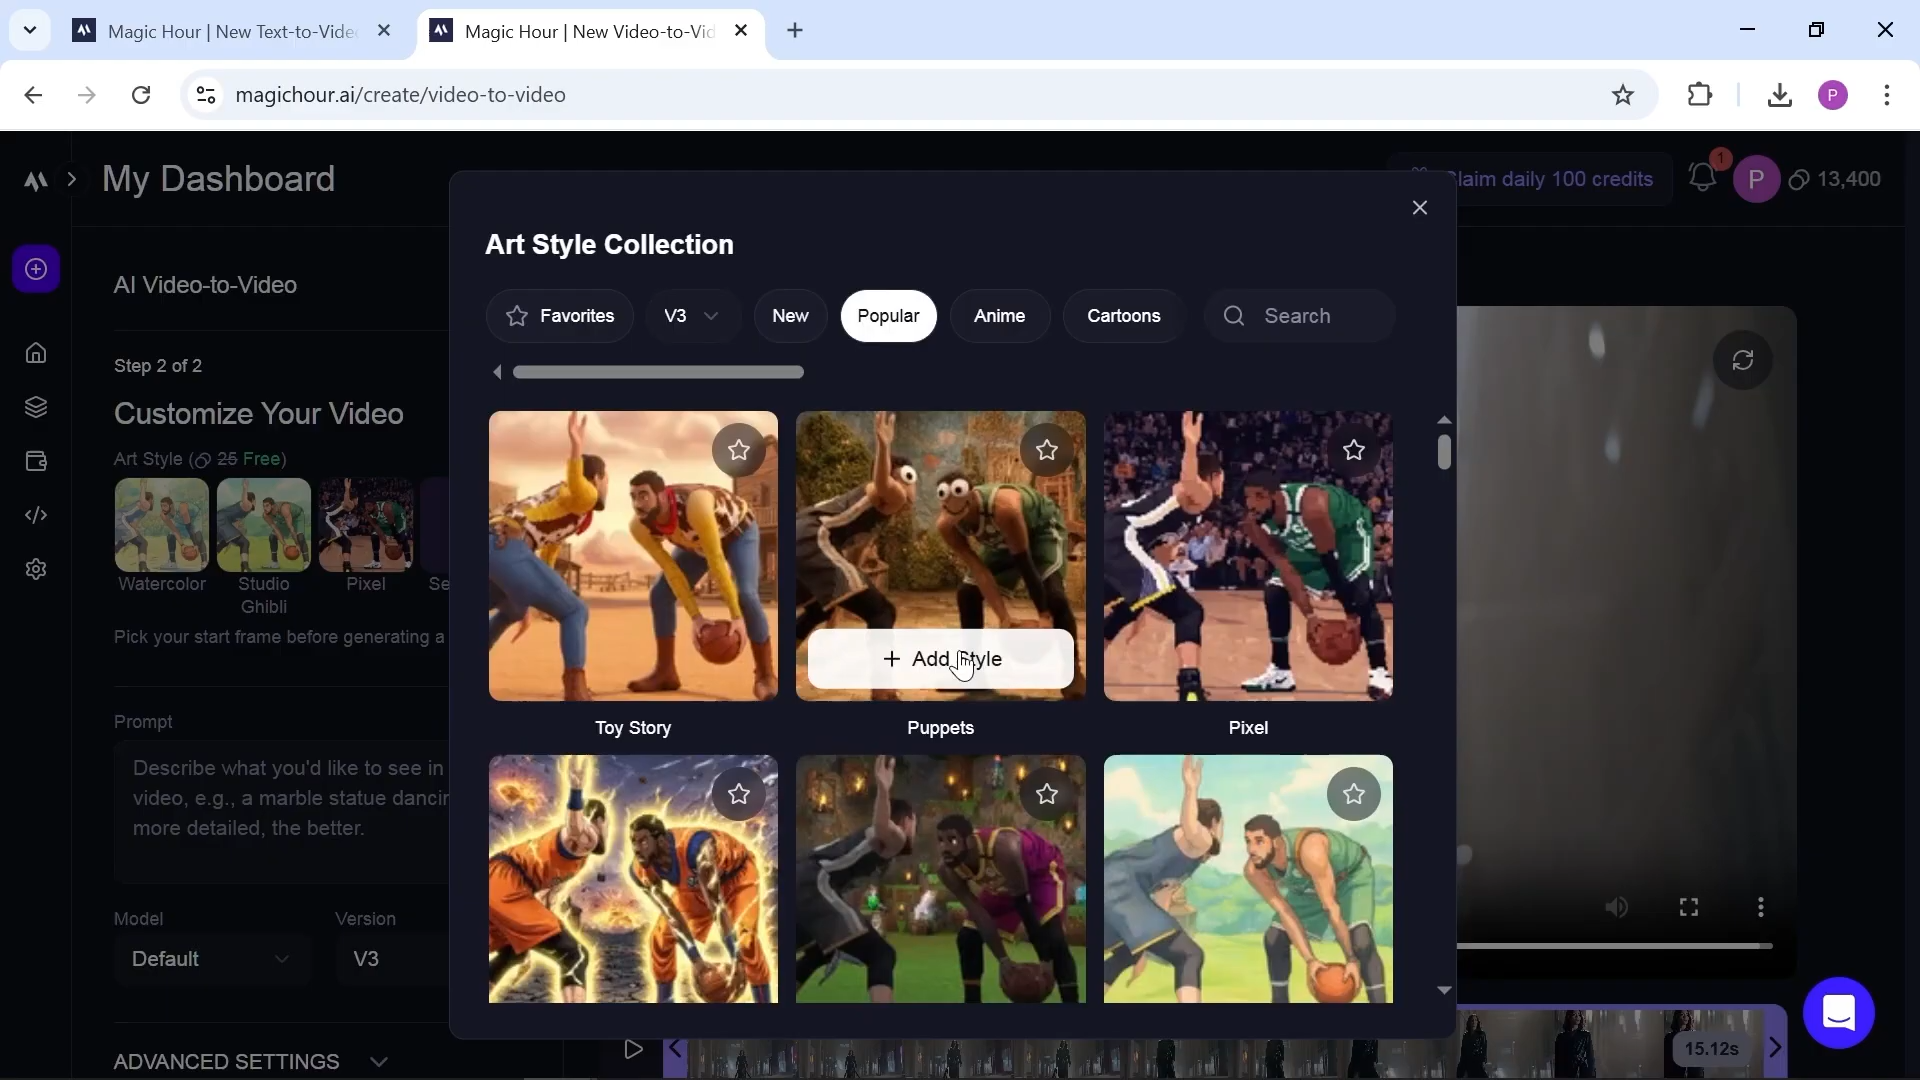 Magic Hour | New Text-to-Vide
Magic Hour | New Video-to-Vid
magichour.ai/create/video-to-video
P
My Dashboard
Claim daily 100 credits
1
P
13,400
AI Video-to-Video
Step 2 of 2
Customize Your Video
Art Style ( 25 Free)
Watercolor
Studio
Ghibli
Pixel
Se
Pick your start frame before generating a
Prompt
Describe what you'd like to see in
video, e.g., a marble statue dancin
more detailed, the better.
Model
Version
Default
V3
ADVANCED SETTINGS
Art Style Collection
Favorites
V3
New
Popular
Anime
Cartoons
Search
+ Add Style
Toy Story
Puppets
Pixel
15.12s